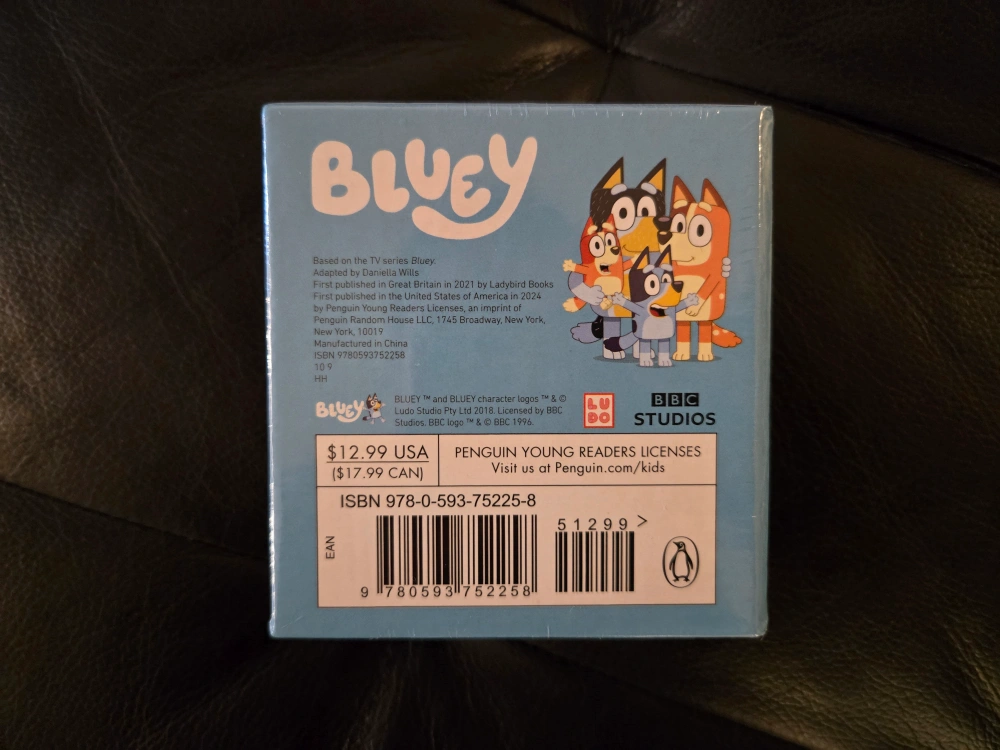 BLUEY
Based on the TV series Bluey.
Adapted by Daniella Wills
First published in Great Britain in 2021 by Ladybird Books
First published in the United States of America in 2024
by Penguin Young Readers Licenses, an imprint of
Penguin Random House LLC, 1745 Broadway, New York,
New York, 10019
Manufactured in China
ISBN 9780593752258
10 9
HH
BLUEY
BLUEY ™ and BLUEY character logos ™ & ©
Ludo Studio Pty Ltd 2018. Licensed by BBC
Studios. BBC logo ™ & © BBC 1996.
LU
DO
BBC
STUDIOS
$12.99 USA
($17.99 CAN)
PENGUIN YOUNG READERS LICENSES
Visit us at Penguin.com/kids
ISBN 978-0-593-75225-8
51299>
EAN
9 780593 752258